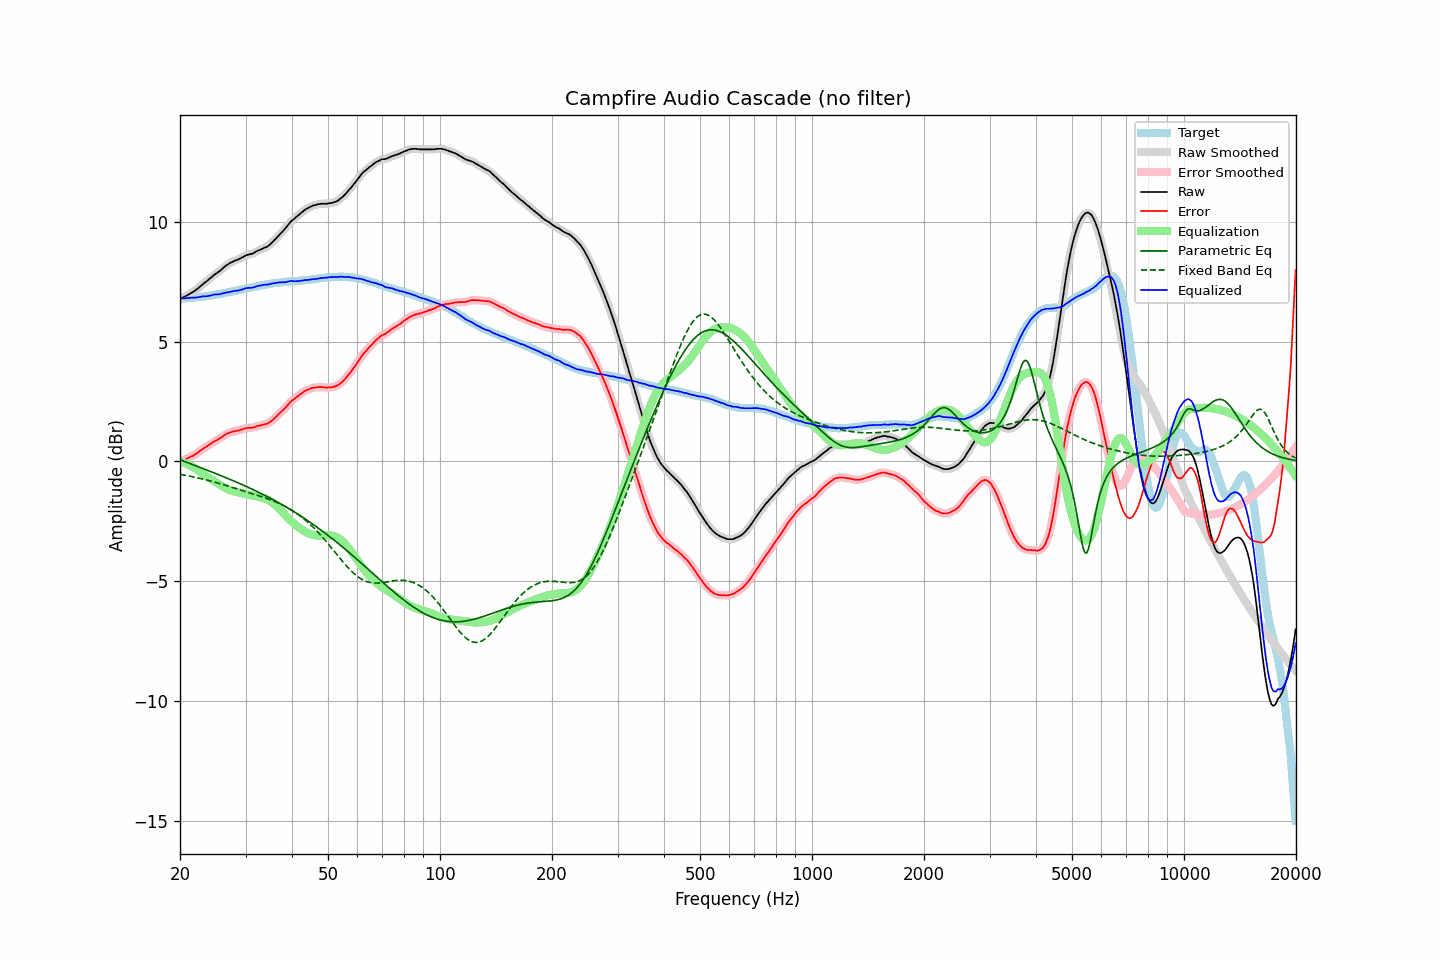 Campfire Audio Cascade (no filter)
Target
Raw Smoothed
Error Smoothed
Raw
Error
Equalization
Parametric Eq
Fixed Band Eq
Equalized
Amplitude (dBr)
10
5
0
−5
−10
−15
20
50
100
200
500
1000
2000
5000
10000
20000
Frequency (Hz)